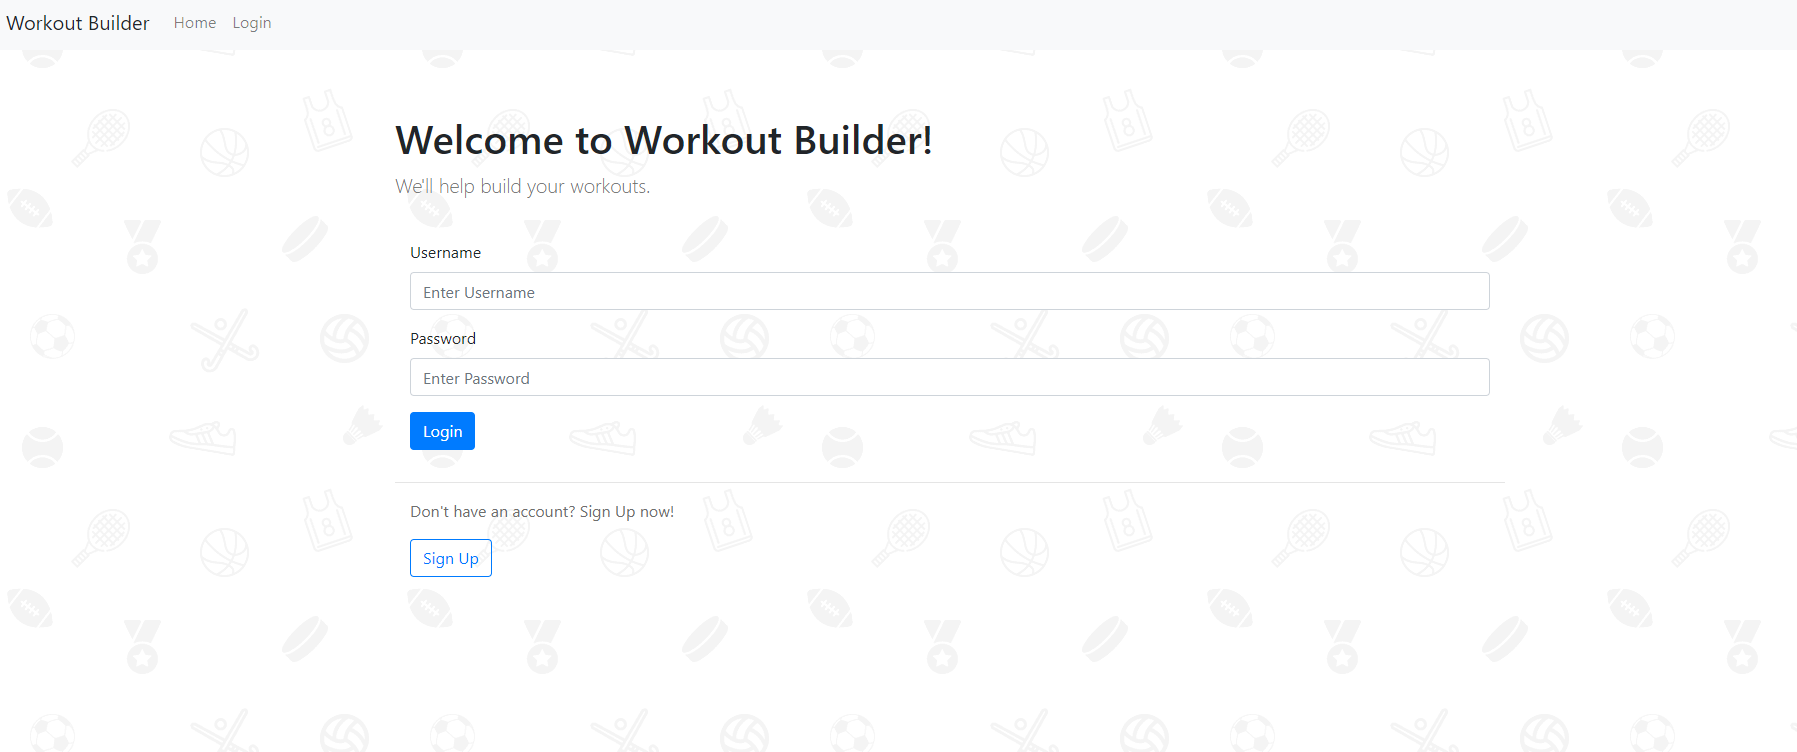 Workout Builder Home Login
Welcome to Workout Builder!
We'll help build your workouts.
Username
Enter Username
Password
Enter Password
Login
Don't have an account? Sign Up now!
Sign Up